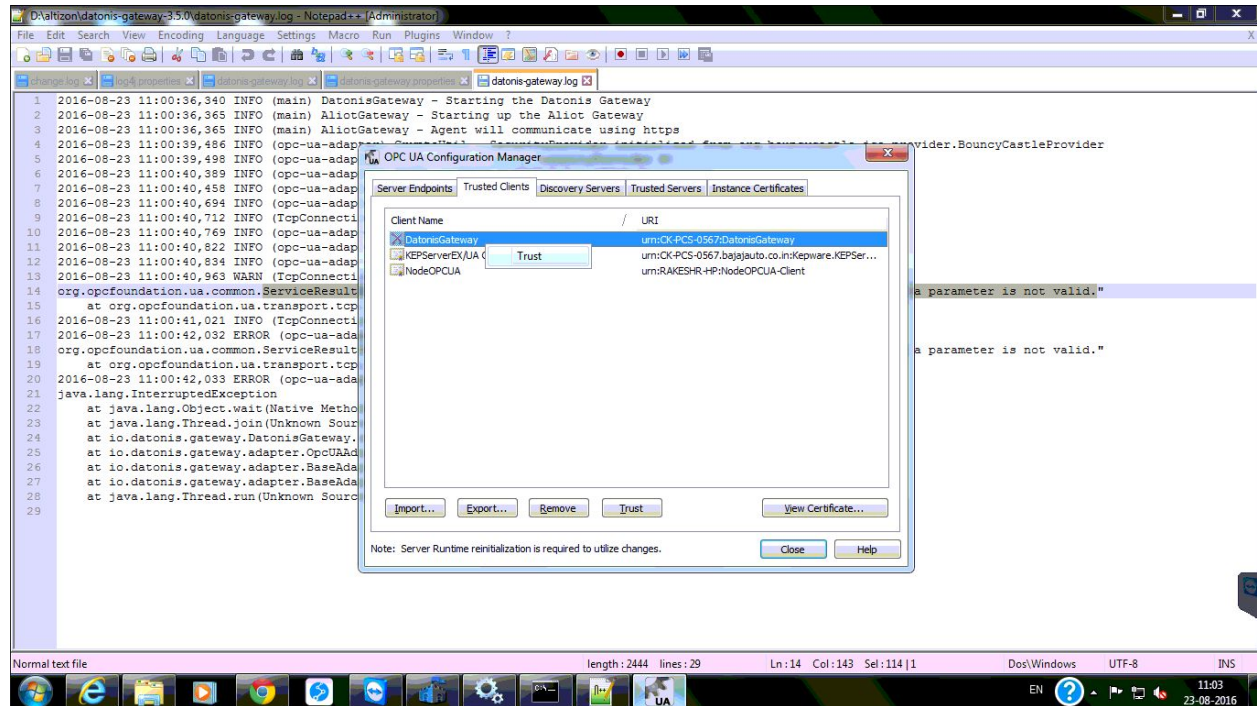 D:\altizon\datonis-gateway-3.5.0\datonis-gateway.log - Notepad++ [Administrator]
File Edit Search View Encoding Language Settings Macro Run Plugins Window ?
X
change.log
log4j.properties
datonis-gateway.log
datonis-gateway.properties
datonis-gateway.log
1 2016-08-23 11:00:36,340 INFO (main) DatonisGateway - Starting the Datonis Gateway
2 2016-08-23 11:00:36,365 INFO (main) AliotGateway - Starting up the Aliot Gateway
3 2016-08-23 11:00:36,365 INFO (main) AliotGateway - Agent will communicate using https
4 2016-08-23 11:00:39,486 INFO (opc-ua-adapter) CryptoUtil - SecurityProvider initialized from org.bouncycastle.jce.provider.BouncyCastleProvider
5 2016-08-23 11:00:39,498 INFO (opc-ua-adap
6 2016-08-23 11:00:40,389 INFO (opc-ua-adap
7 2016-08-23 11:00:40,458 INFO (opc-ua-adap
8 2016-08-23 11:00:40,694 INFO (opc-ua-adap
9 2016-08-23 11:00:40,712 INFO (TcpConnecti
10 2016-08-23 11:00:40,769 INFO (opc-ua-adap
11 2016-08-23 11:00:40,822 INFO (opc-ua-adap
12 2016-08-23 11:00:40,834 INFO (opc-ua-adap
13 2016-08-23 11:00:40,963 WARN (TcpConnecti
14 org.opcfoundation.ua.common.ServiceResult a parameter is not valid."
15 at org.opcfoundation.ua.transport.tcp
16 2016-08-23 11:00:41,021 INFO (TcpConnecti
17 2016-08-23 11:00:42,032 ERROR (opc-ua-ada
18 org.opcfoundation.ua.common.ServiceResult a parameter is not valid."
19 at org.opcfoundation.ua.transport.tcp
20 2016-08-23 11:00:42,033 ERROR (opc-ua-ada
21 java.lang.InterruptedException
22 at java.lang.Object.wait(Native Metho
23 at java.lang.Thread.join(Unknown Sour
24 at io.datonis.gateway.DatonisGateway.
25 at io.datonis.gateway.adapter.OpcUAAd
26 at io.datonis.gateway.adapter.BaseAda
27 at io.datonis.gateway.adapter.BaseAda
28 at java.lang.Thread.run(Unknown Sourc
29
OPC UA Configuration Manager
Server Endpoints Trusted Clients Discovery Servers Trusted Servers Instance Certificates
Client Name / URI
DatonisGateway urn:CK-PCS-0567:DatonisGateway
KEPServerEX/UA C urn:CK-PCS-0567.bajajauto.co.in:Kepware.KEPSer...
NodeOPCUA urn:RAKESHR-HP:NodeOPCUA-Client
Trust
Import... Export... Remove Trust View Certificate...
Note: Server Runtime reinitialization is required to utilize changes.
Close Help
Normal text file length : 2444 lines : 29 Ln : 14 Col : 143 Sel : 114 | 1 Dos\Windows UTF-8 INS
UA
EN 11:03
23-08-2016